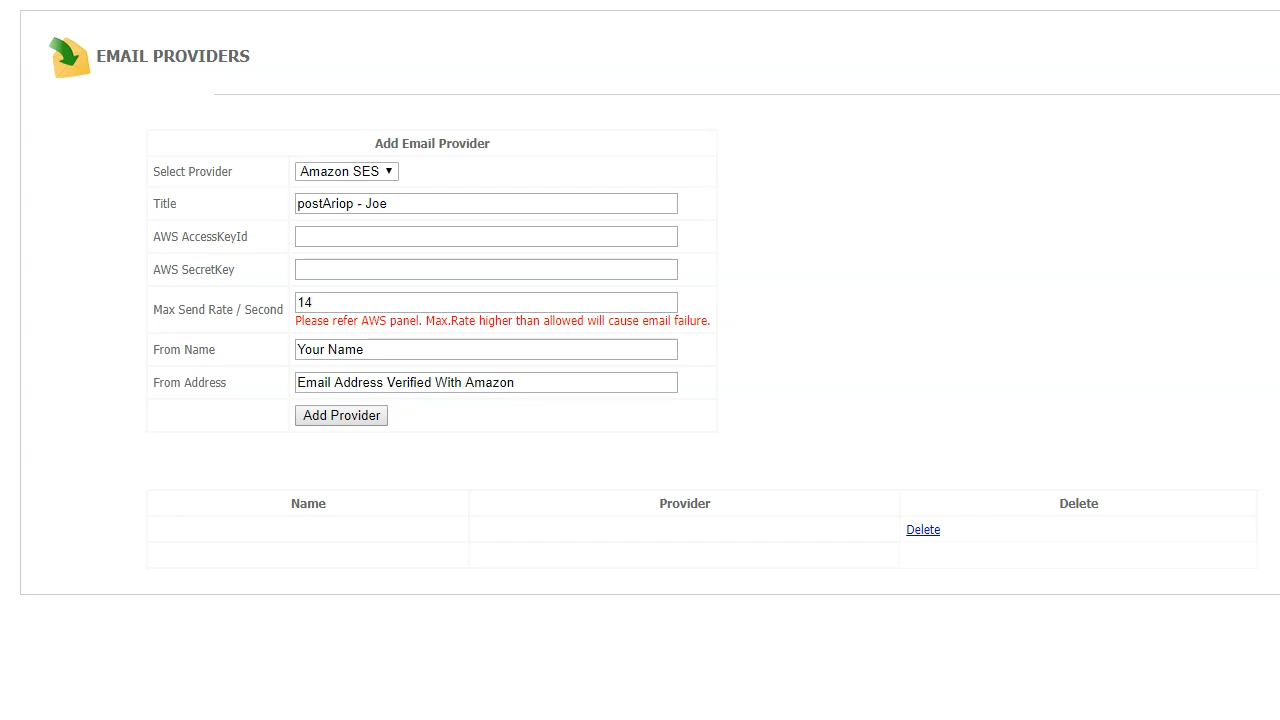 EMAIL PROVIDERS
Add Email Provider
Select Provider Amazon SES
Title postAriop - Joe
AWS AccessKeyId
AWS SecretKey
Max Send Rate / Second 14
Please refer AWS panel. Max.Rate higher than allowed will cause email failure.
From Name Your Name
From Address Email Address Verified With Amazon
Add Provider
Name Provider Delete
Delete